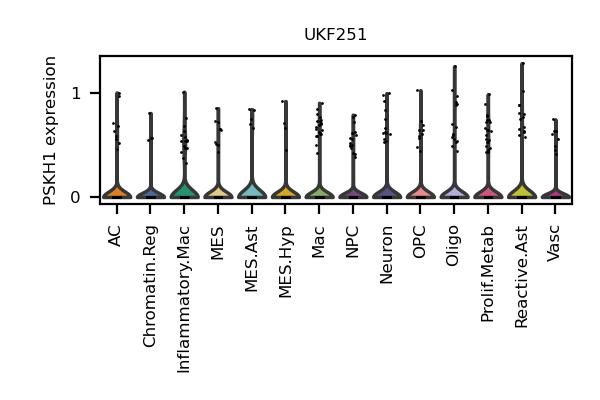 UKF251
PSKH1 expression
1
0
AC
Chromatin.Reg
Inflammatory.Mac
MES
MES.Ast
MES.Hyp
Mac
NPC
Neuron
OPC
Oligo
Prolif.Metab
Reactive.Ast
Vasc